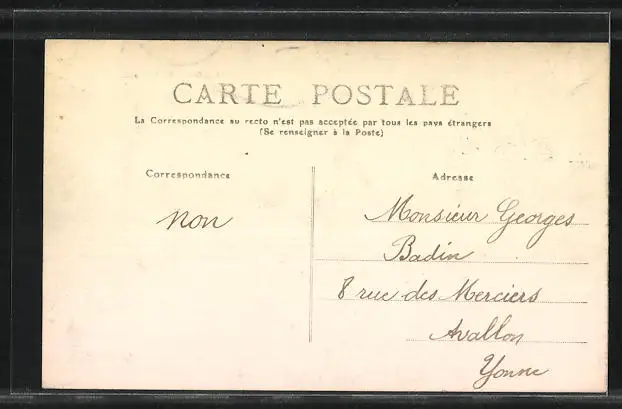 CARTE POSTALE
La Correspondance au recto n'est pas acceptée par tous les pays étrangers
(Se renseigner à la Poste)
Correspondance
non
Adresse
Monsieur Georges
Badin
8 rue des Merciers
Avallon
Yonne